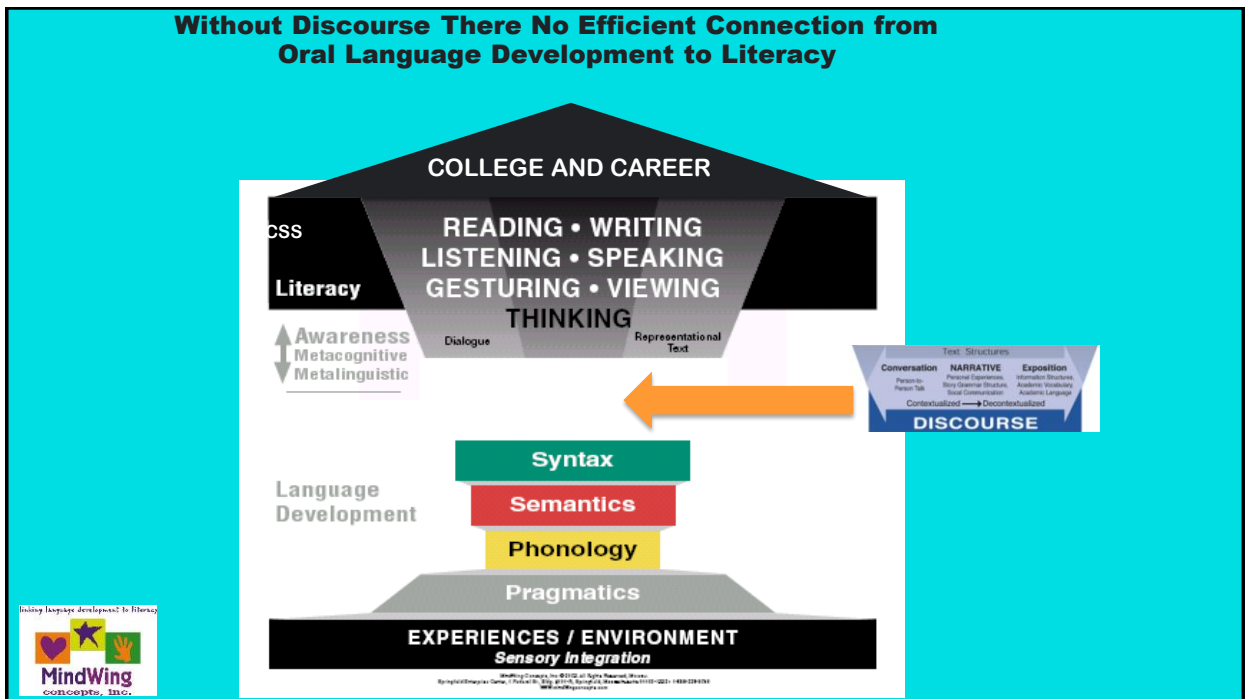 Without Discourse There No Efficient Connection from
Oral Language Development to Literacy
COLLEGE AND CAREER
CSS
READING • WRITING
LISTENING • SPEAKING
Literacy
GESTURING • VIEWING
THINKING
Awareness
Metacognitive
Metalinguistic
Dialogue
Representational
Text
Text Structures
Conversation
Person-to-
Person Talk
NARRATIVE
Personal Experiences,
Story Grammar Structure,
Social Communication
Exposition
Information Structures,
Academic Vocabulary,
Academic Language
Contextualized → Decontextualized
DISCOURSE
Syntax
Language
Development
Semantics
Phonology
Pragmatics
EXPERIENCES / ENVIRONMENT
Sensory Integration
linking language development to literacy
MindWing
concepts, inc.